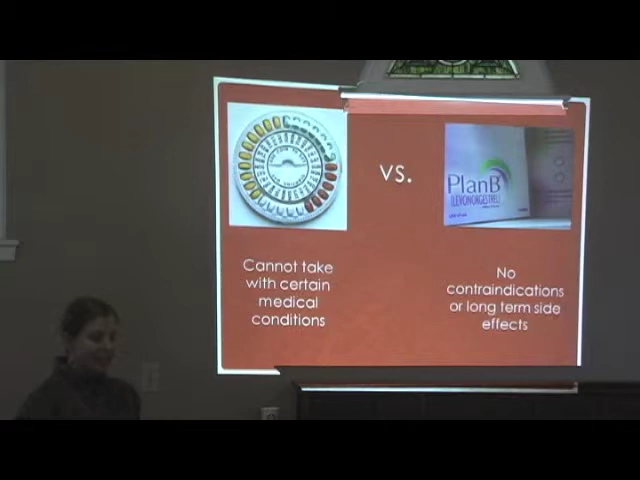 vs.
PlanB
(LEVONORGESTREL)
Cannot take
with certain
medical
conditions
No
contraindications
or long term side
effects